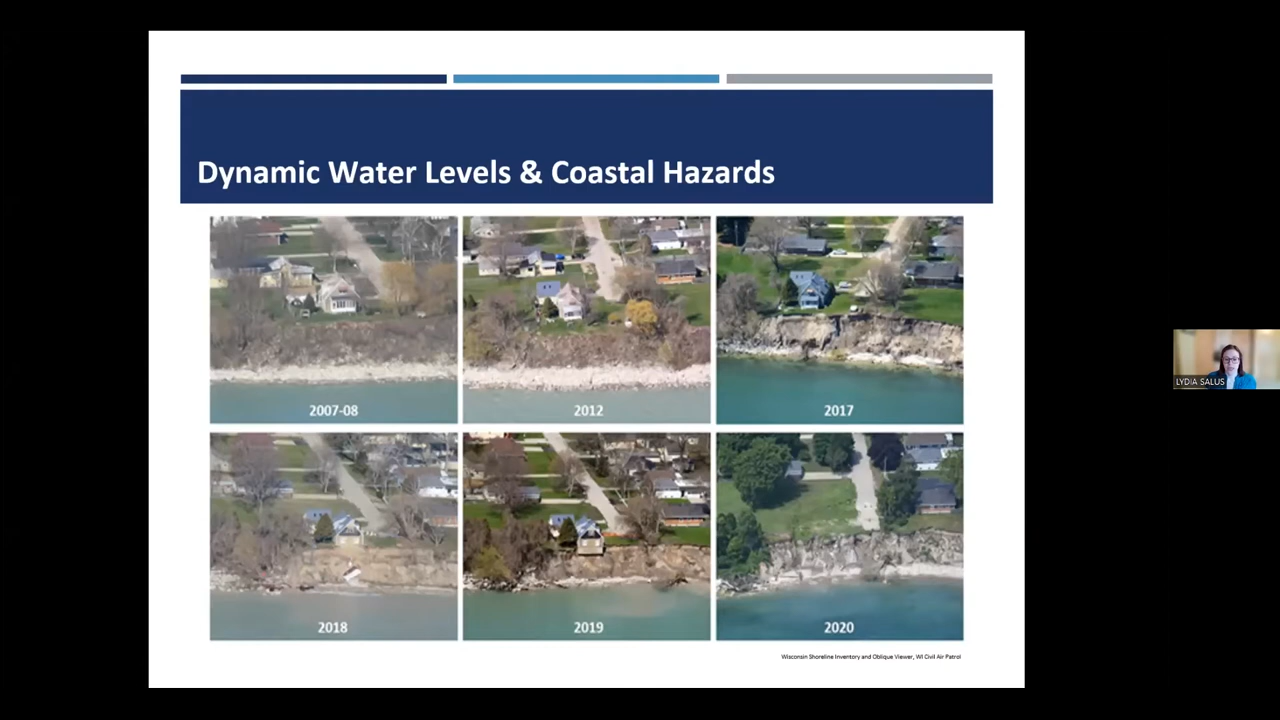 Dynamic Water Levels & Coastal Hazards
2007-08
2012
2017
2018
2019
2020
Wisconsin Shoreline Inventory and Oblique Viewer, WI Civil Air Patrol
LYDIA SALUS